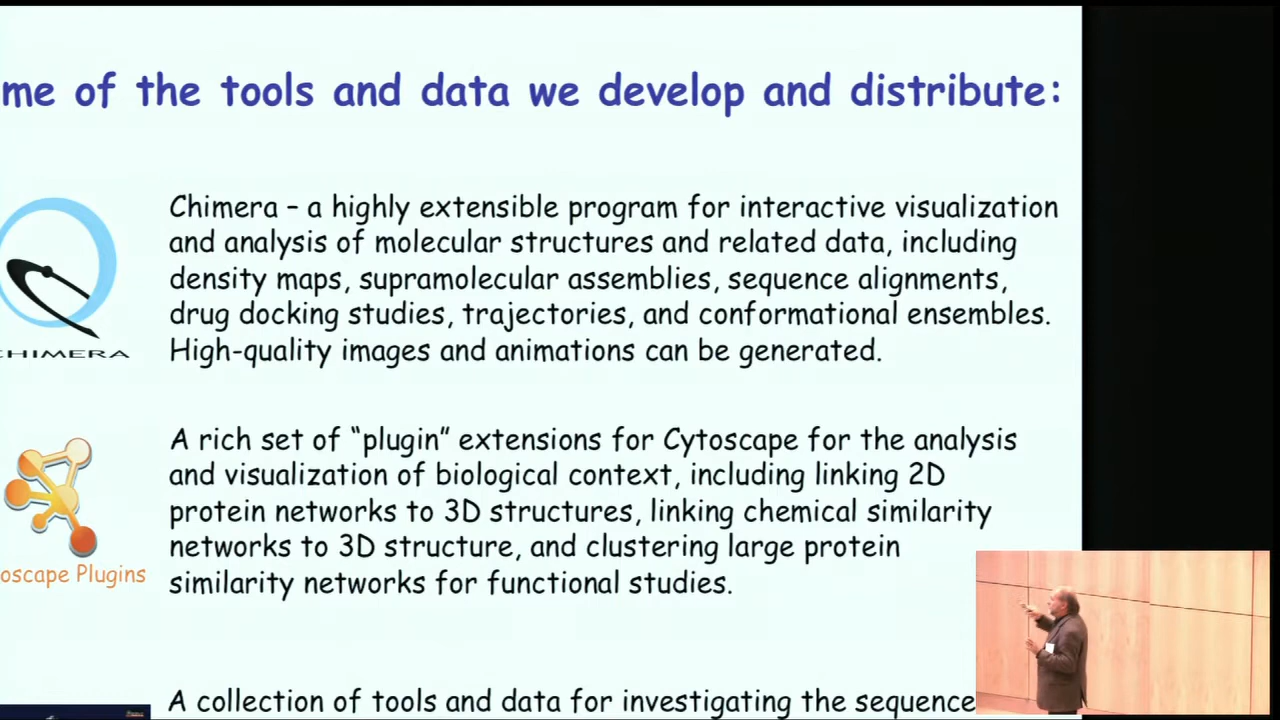 me of the tools and data we develop and distribute:
Chimera – a highly extensible program for interactive visualization
and analysis of molecular structures and related data, including
density maps, supramolecular assemblies, sequence alignments,
drug docking studies, trajectories, and conformational ensembles.
High-quality images and animations can be generated.
CHIMERA
A rich set of “plugin” extensions for Cytoscape for the analysis
and visualization of biological context, including linking 2D
protein networks to 3D structures, linking chemical similarity
networks to 3D structure, and clustering large protein
similarity networks for functional studies.
oscape Plugins
A collection of tools and data for investigating the sequence